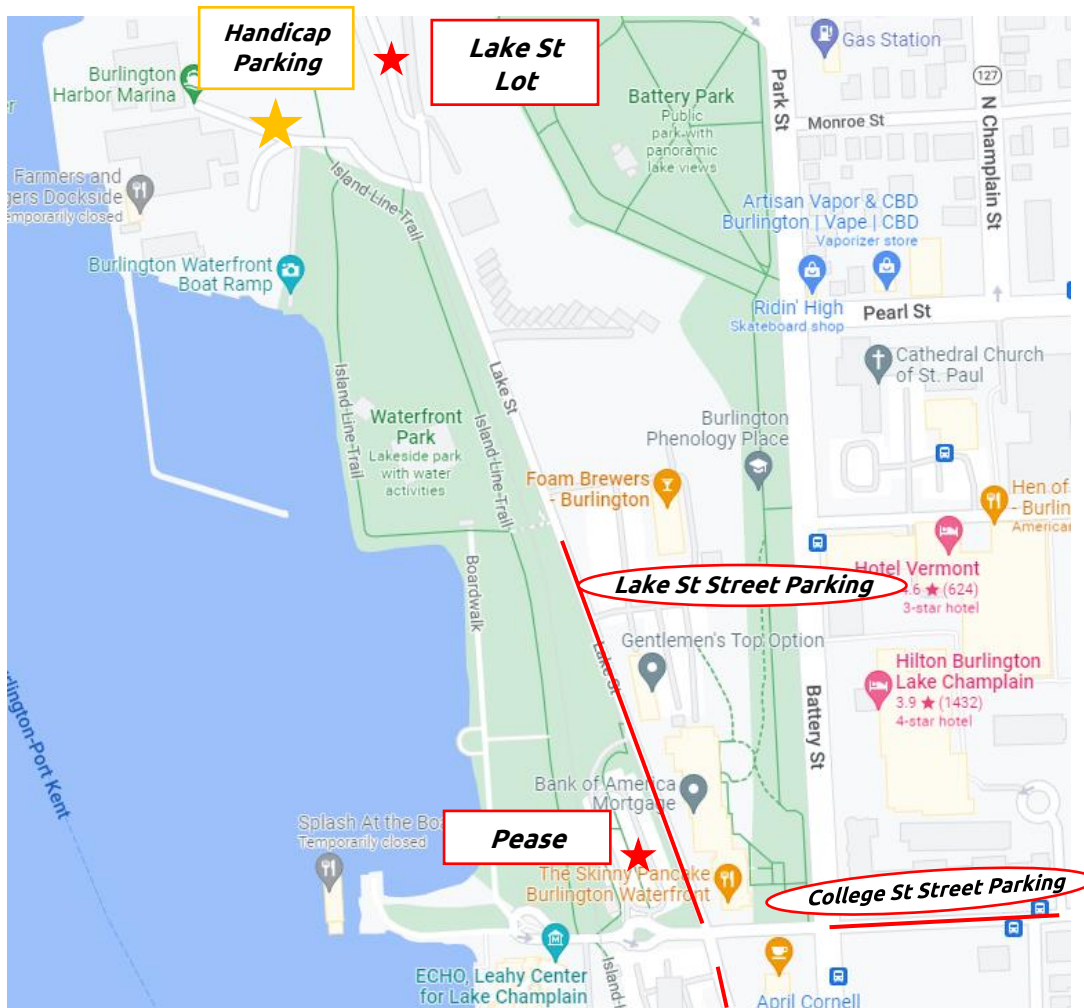 Handicap
Parking
Lake St
Lot
Gas Station
127
Burlington
Harbor Marina
Battery Park
Public
park with
panoramic
lake views
Park St
Monroe St
N Champlain St
Farmers and
Dockside
emporarily closed
Island Line Trail
Artisan Vapor & CBD
Burlington | Vape | CBD
Vaporizer store
Burlington Waterfront
Boat Ramp
Ridin' High
Skateboard shop
Pearl St
Cathedral Church
of St. Paul
Lake St
Island Line Trail
Island Line Trail
Waterfront
Park
Lakeside park
with water
activities
Burlington
Phenology Place
Foam Brewers
- Burlington
Hen of
- Burlin
American
Hotel Vermont
4.6 ★ (624)
3-star hotel
Lake St Street Parking
Boardwalk
Lake St
Gentlemen's Top Option
Hilton Burlington
Lake Champlain
3.9 ★ (1432)
4-star hotel
Battery St
rlington-Port Kent
Bank of America
Mortgage
Splash At the Boa
Temporarily closed
Pease
The Skinny Pancake
Burlington Waterfront
College St Street Parking
ECHO, Leahy Center
for Lake Champlain
Island L
April Cornell